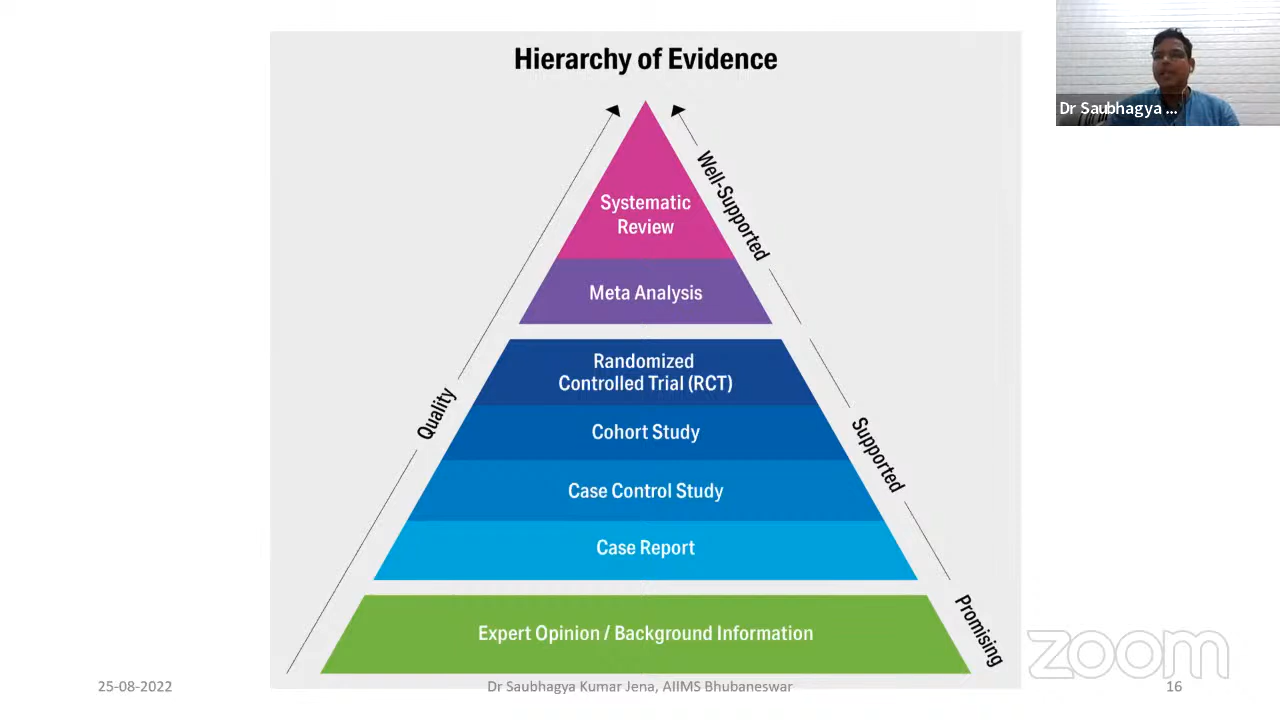 Hierarchy of Evidence
Dr Saubhagya ...
Well-Supported
Systematic
Review
Meta Analysis
Randomized
Controlled Trial (RCT)
Quality
Cohort Study
Supported
Case Control Study
Case Report
Expert Opinion / Background Information
Promising
zoom
25-08-2022
Dr Saubhagya Kumar Jena, AIIMS Bhubaneswar
16